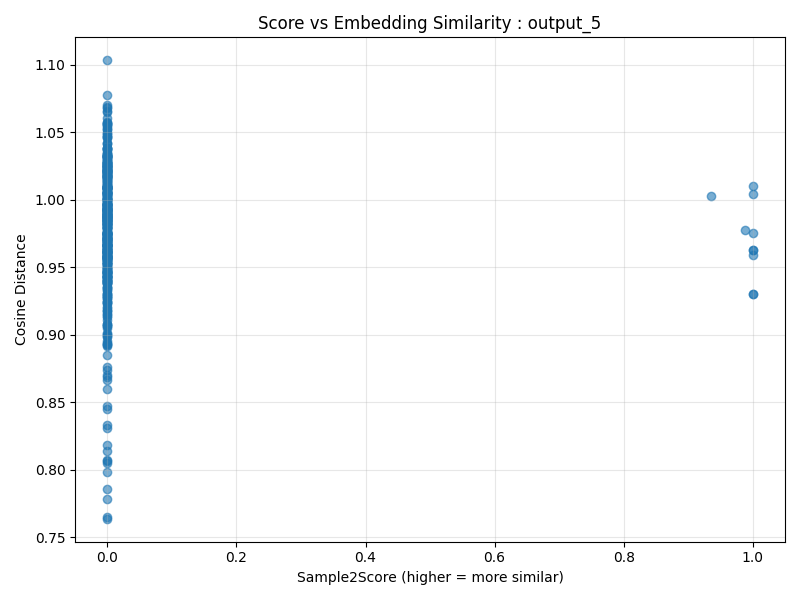 Score vs Embedding Similarity : output_5
Cosine Distance
1.10
1.05
1.00
0.95
0.90
0.85
0.80
0.75
0.0 0.2 0.4 0.6 0.8 1.0
Sample2Score (higher = more similar)